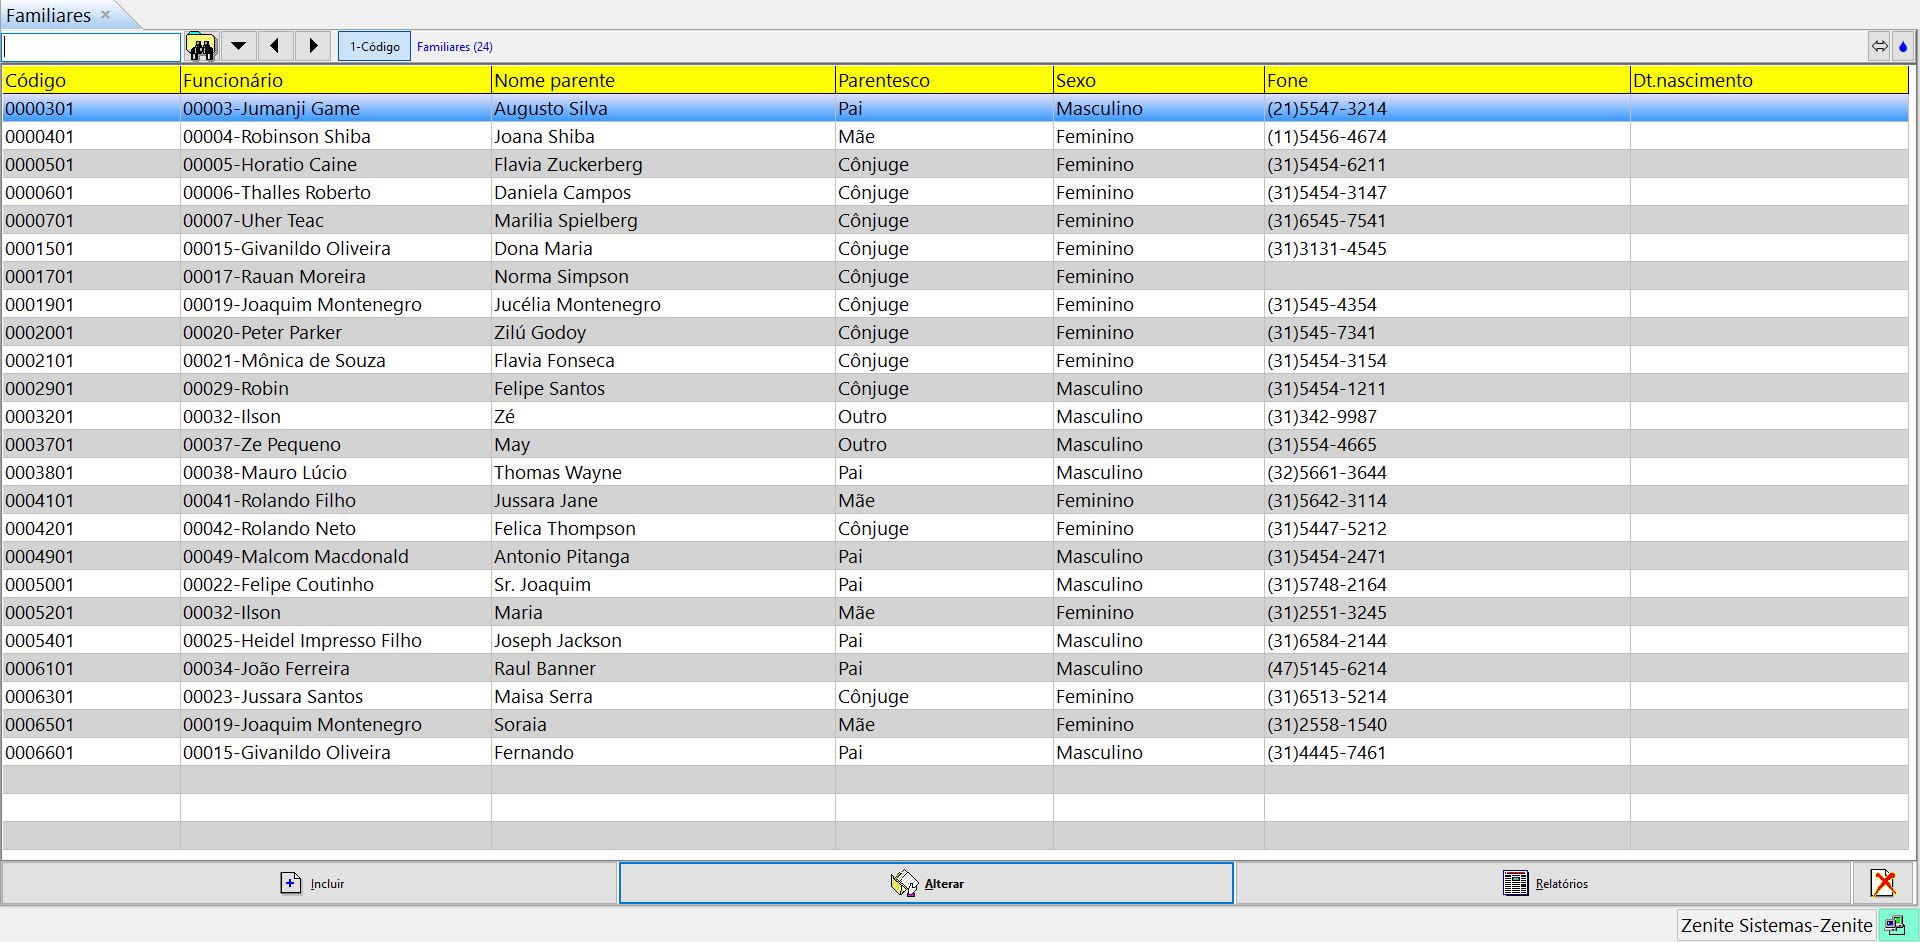 Familiares
1-Código Familiares (24)
Código Funcionário Nome parente Parentesco Sexo Fone Dt.nascimento
0000301 00003-Jumanji Game Augusto Silva Pai Masculino (21)5547-3214
0000401 00004-Robinson Shiba Joana Shiba Mãe Feminino (11)5456-4674
0000501 00005-Horatio Caine Flavia Zuckerberg Cônjuge Feminino (31)5454-6211
0000601 00006-Thalles Roberto Daniela Campos Cônjuge Feminino (31)5454-3147
0000701 00007-Uher Teac Marilia Spielberg Cônjuge Feminino (31)6545-7541
0001501 00015-Givanildo Oliveira Dona Maria Cônjuge Feminino (31)3131-4545
0001701 00017-Rauan Moreira Norma Simpson Cônjuge Feminino
0001901 00019-Joaquim Montenegro Jucélia Montenegro Cônjuge Feminino (31)545-4354
0002001 00020-Peter Parker Zilú Godoy Cônjuge Feminino (31)545-7341
0002101 00021-Mônica de Souza Flavia Fonseca Cônjuge Feminino (31)5454-3154
0002901 00029-Robin Felipe Santos Cônjuge Masculino (31)5454-1211
0003201 00032-Ilson Zé Outro Masculino (31)342-9987
0003701 00037-Ze Pequeno May Outro Masculino (31)554-4665
0003801 00038-Mauro Lúcio Thomas Wayne Pai Masculino (32)5661-3644
0004101 00041-Rolando Filho Jussara Jane Mãe Feminino (31)5642-3114
0004201 00042-Rolando Neto Felica Thompson Cônjuge Feminino (31)5447-5212
0004901 00049-Malcom Macdonald Antonio Pitanga Pai Masculino (31)5454-2471
0005001 00022-Felipe Coutinho Sr. Joaquim Pai Masculino (31)5748-2164
0005201 00032-Ilson Maria Mãe Feminino (31)2551-3245
0005401 00025-Heidel Impresso Filho Joseph Jackson Pai Masculino (31)6584-2144
0006101 00034-João Ferreira Raul Banner Pai Masculino (47)5145-6214
0006301 00023-Jussara Santos Maisa Serra Cônjuge Feminino (31)6513-5214
0006501 00019-Joaquim Montenegro Soraia Mãe Feminino (31)2558-1540
0006601 00015-Givanildo Oliveira Fernando Pai Masculino (31)4445-7461
Incluir Alterar Relatórios
Zenite Sistemas-Zenite